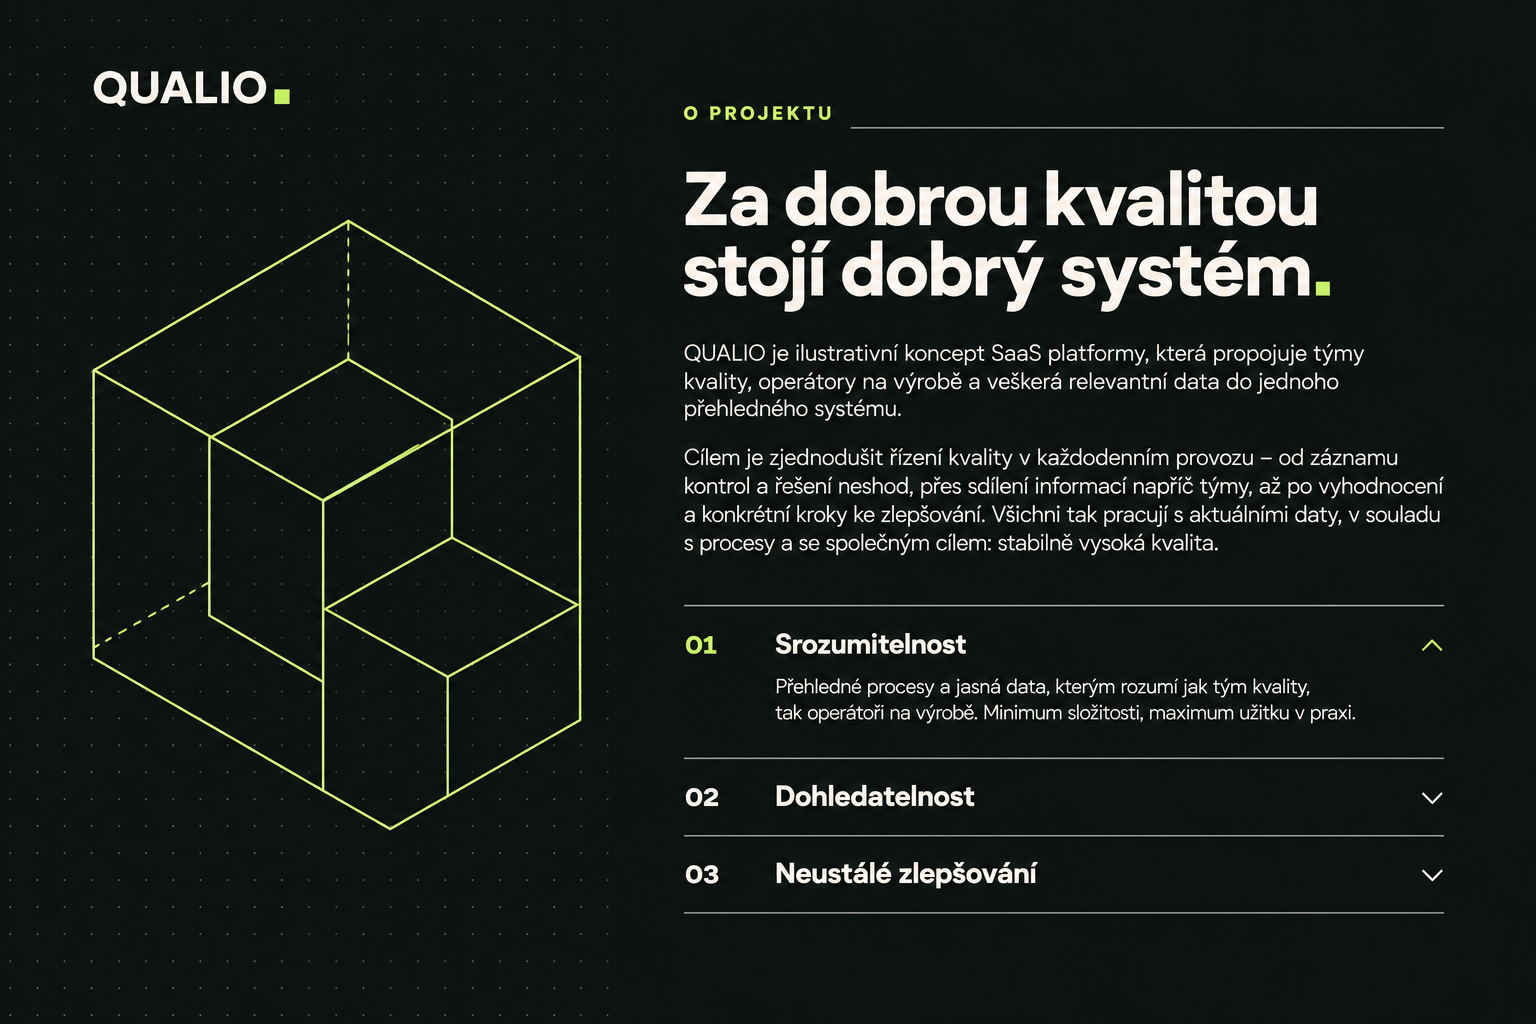 QUALIO.
O PROJEKTU
Za dobrou kvalitou
stojí dobrý systém.
QUALIO je ilustrativní koncept SaaS platformy, která propojuje týmy
kvality, operátory na výrobě a veškerá relevantní data do jednoho
přehledného systému.
Cílem je zjednodušit řízení kvality v každodenním provozu – od záznamu
kontrol a řešení neshod, přes sdílení informací napříč týmy, až po vyhodnocení
a konkrétní kroky ke zlepšování. Všichni tak pracují s aktuálními daty, v souladu
s procesy a se společným cílem: stabilně vysoká kvalita.
01 Srozumitelnost
Přehledné procesy a jasná data, kterým rozumí jak tým kvality,
tak operátoři na výrobě. Minimum složitosti, maximum užitku v praxi.
02 Dohledatelnost
03 Neustálé zlepšování